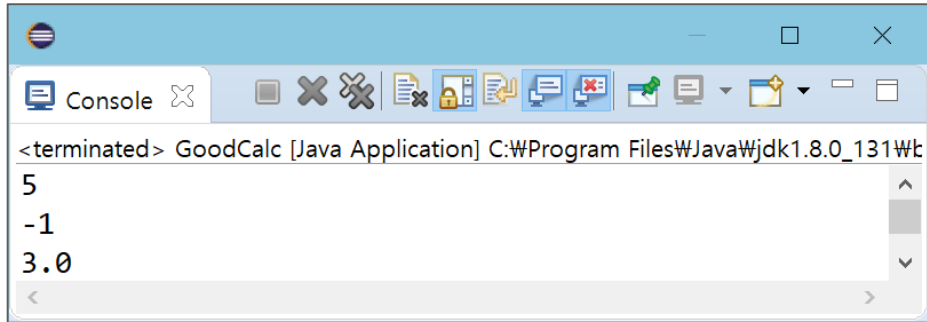 Console
<terminated> GoodCalc [Java Application] C:₩Program Files₩Java₩jdk1.8.0_131₩b
5
-1
3.0